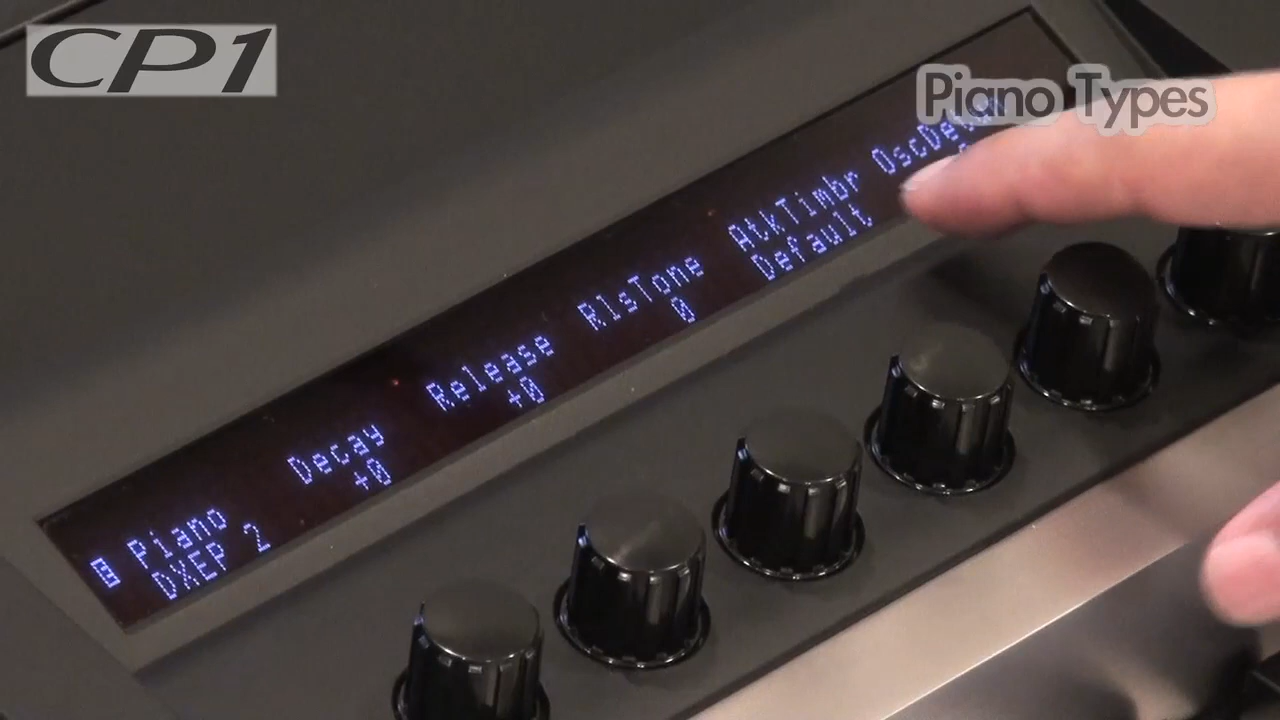 CP1
Piano Types
Piano Decay Release RlsTone AtkTimbr
DXEP 2 +0 +0 0 Default